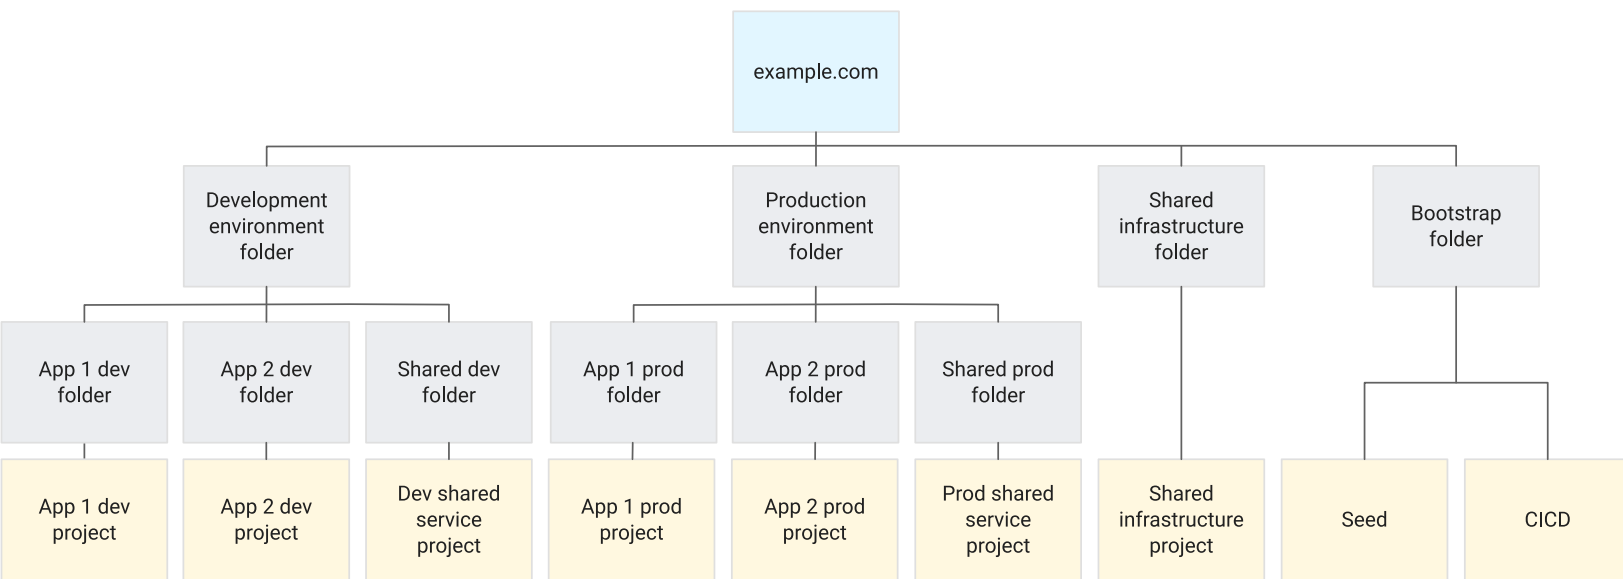 example.com
Development
environment
folder
Production
environment
folder
Shared
infrastructure
folder
Bootstrap
folder
App 1 dev
folder
App 2 dev
folder
Shared dev
folder
App 1 prod
folder
App 2 prod
folder
Shared prod
folder
App 1 dev
project
App 2 dev
project
Dev shared
service
project
App 1 prod
project
App 2 prod
project
Prod shared
service
project
Shared
infrastructure
project
Seed
CICD